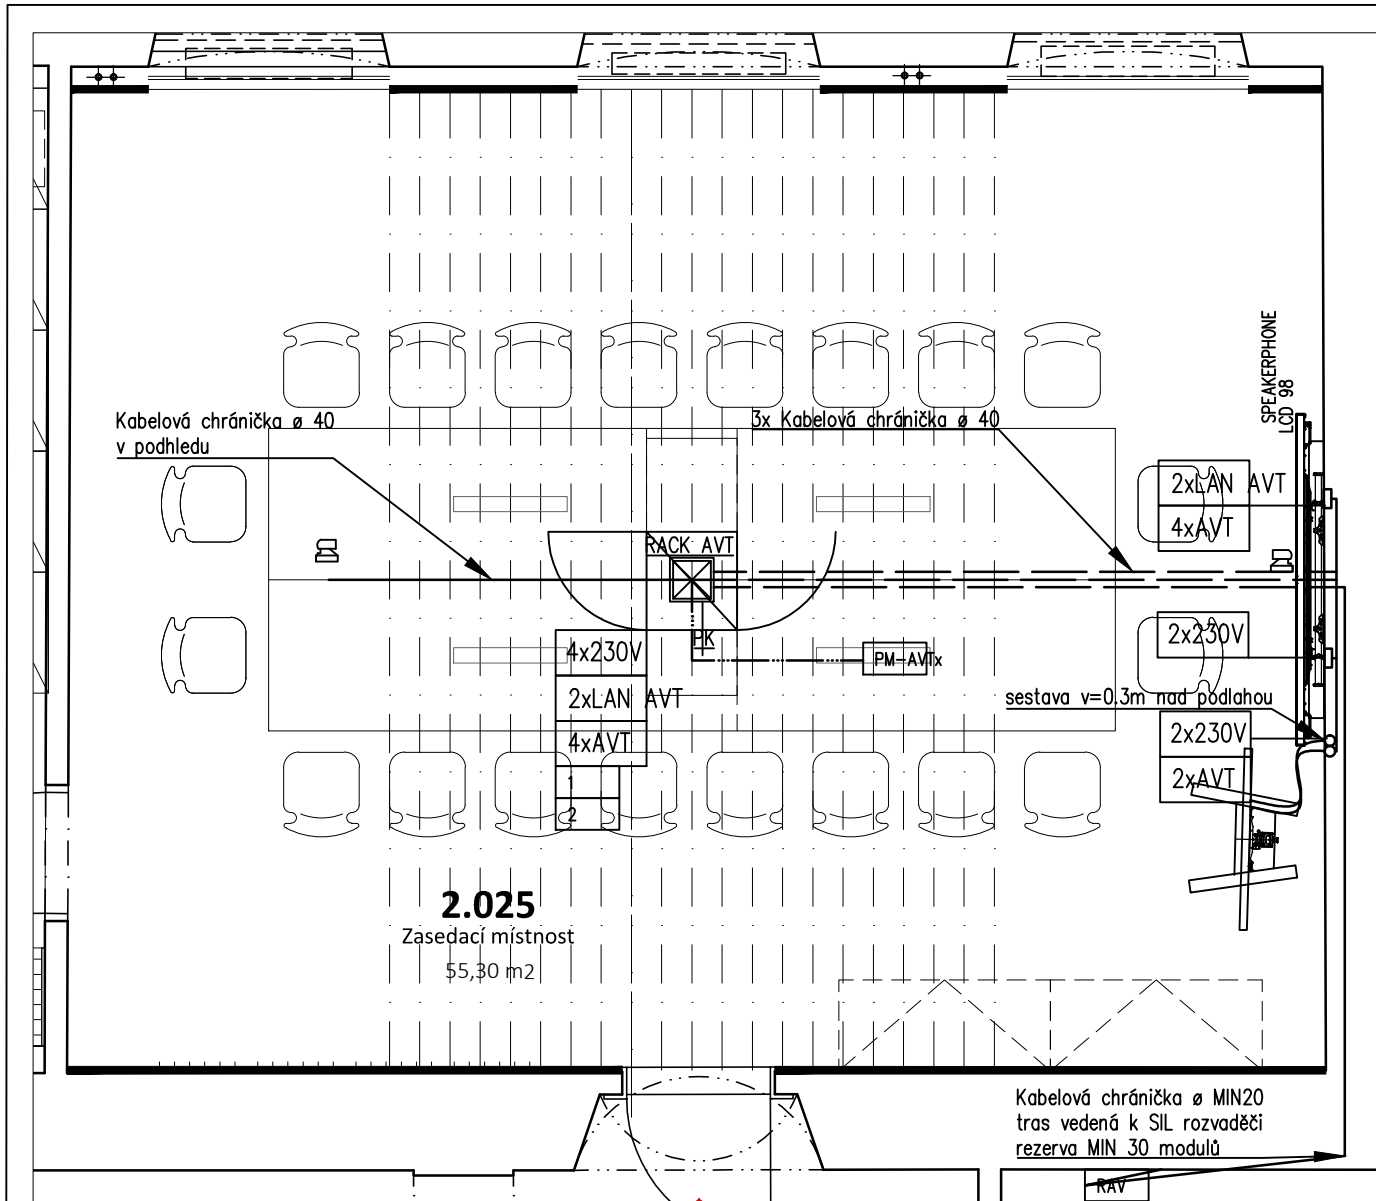 SPEAKERPHONE
LCD 98
Kabelová chránička ø 40
v podhledu
3x Kabelová chránička ø 40
2xLAN AVT
4xAVT
RACK AVT
PK
PM-AVTx
4x230V
2xLAN AVT
4xAVT
1
2
2x230V
sestava v=0.3m nad podlahou
2x230V
2xAVT
2.025
Zasedací místnost
55,30 m2
Kabelová chránička ø MIN20
tras vedená k SIL rozvaděči
rezerva MIN 30 modulů
RAV